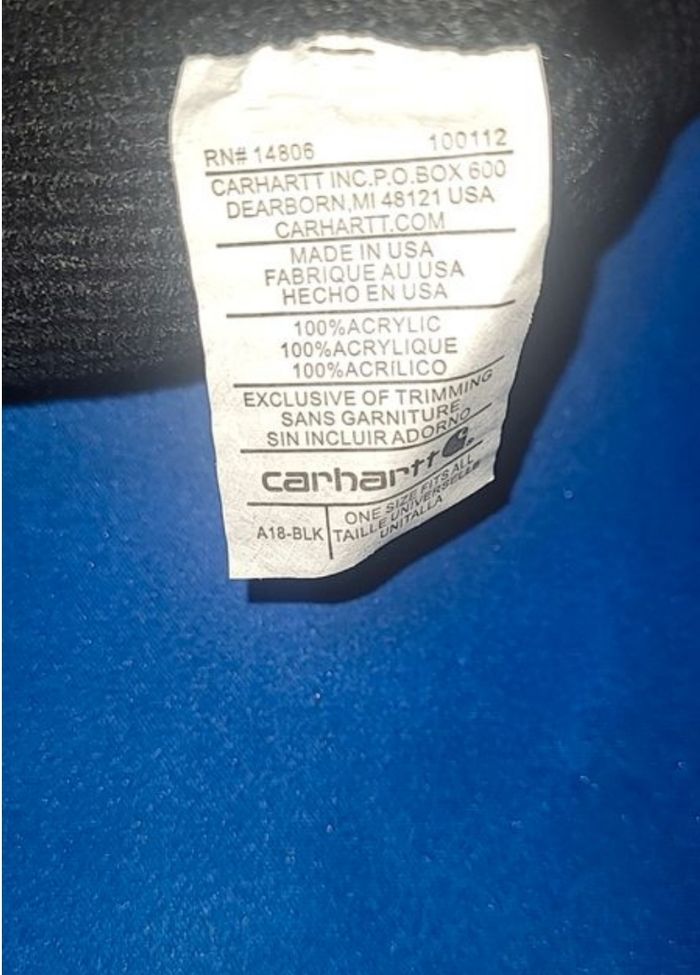 RN# 14806 100112
CARHARTT INC.P.O.BOX 600
DEARBORN,MI 48121 USA
CARHARTT.COM
MADE IN USA
FABRIQUE AU USA
HECHO EN USA
100%ACRYLIC
100%ACRYLIQUE
100%ACRÍLICO
EXCLUSIVE OF TRIMMING
SANS GARNITURE
SIN INCLUIR ADORNO
carhartt
A18-BLK
ONE SIZE FITS ALL
TAILLE UNIVERSELLE
UNITALLA